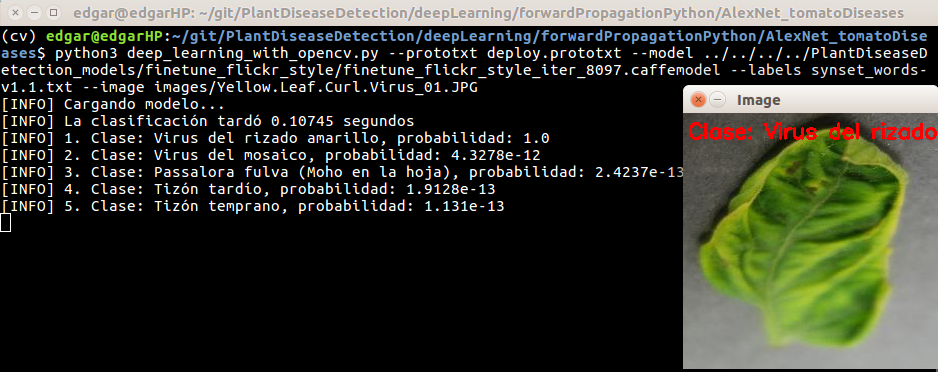 edgar@edgarHP: ~/git/PlantDiseaseDetection/deepLearning/forwardPropagationPython/AlexNet_tomatoDiseases
(cv) edgar@edgarHP:~/git/PlantDiseaseDetection/deepLearning/forwardPropagationPython/AlexNet_tomatoDise
ases$ python3 deep_learning_with_opencv.py --prototxt deploy.prototxt --model ../../../../PlantDiseaseD
etection_models/finetune_flickr_style/finetune_flickr_style_iter_8097.caffemodel --labels synset_words-
v1.1.txt --image images/Yellow.Leaf.Curl.Virus_01.JPG
[INFO] Cargando modelo...
[INFO] La clasificación tardó 0.10745 segundos
[INFO] 1. Clase: Virus del rizado amarillo, probabilidad: 1.0
[INFO] 2. Clase: Virus del mosaico, probabilidad: 4.3278e-12
[INFO] 3. Clase: Passalora fulva (Moho en la hoja), probabilidad: 2.4237e-13
[INFO] 4. Clase: Tizón tardío, probabilidad: 1.9128e-13
[INFO] 5. Clase: Tizón temprano, probabilidad: 1.131e-13
Image
Clase: Virus del rizado